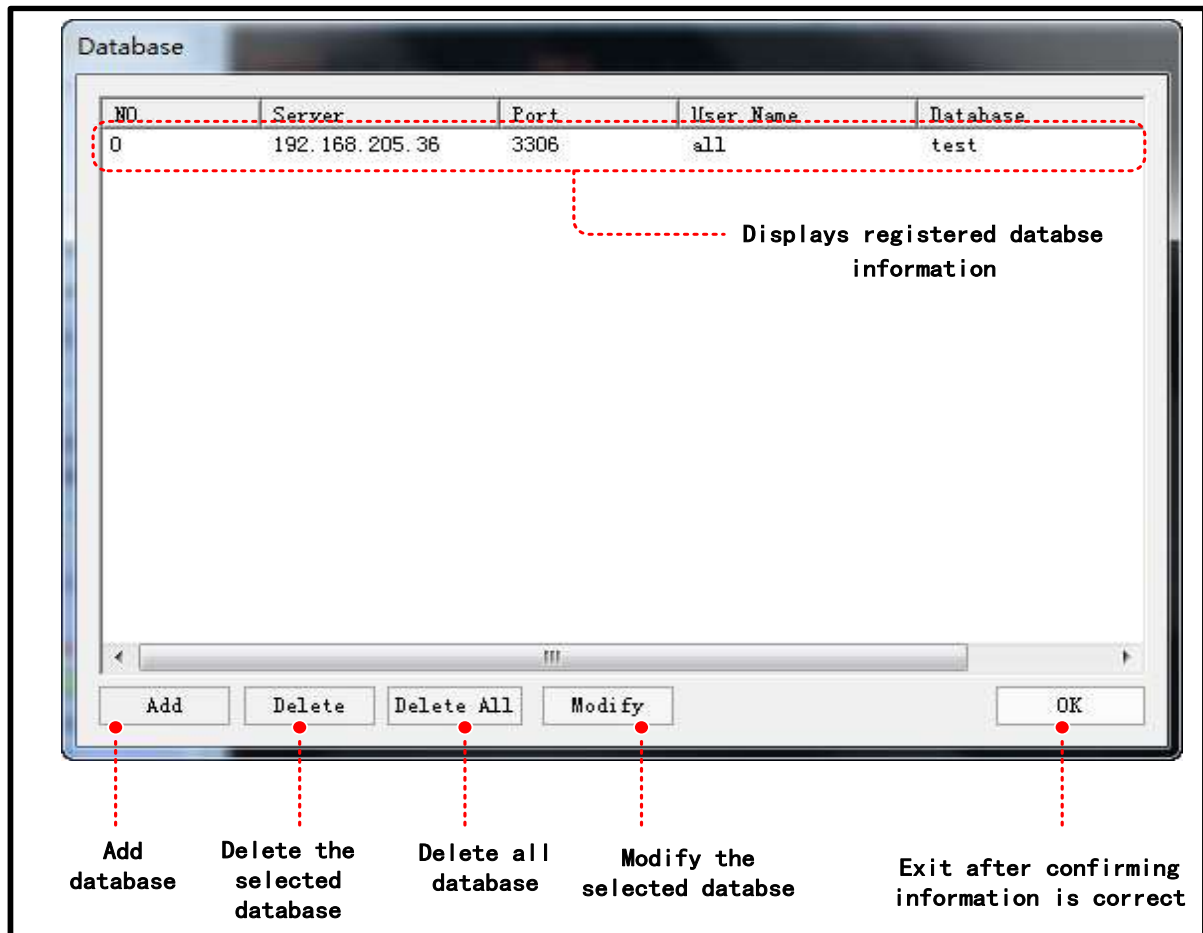 Database
NO. Server Port User Name Database
0 192.168.205.36 3306 all test
Displays registered databse
information
Add Delete Delete All Modify OK
Add
database
Delete the
selected
database
Delete all
database
Modify the
selected databse
Exit after confirming
information is correct